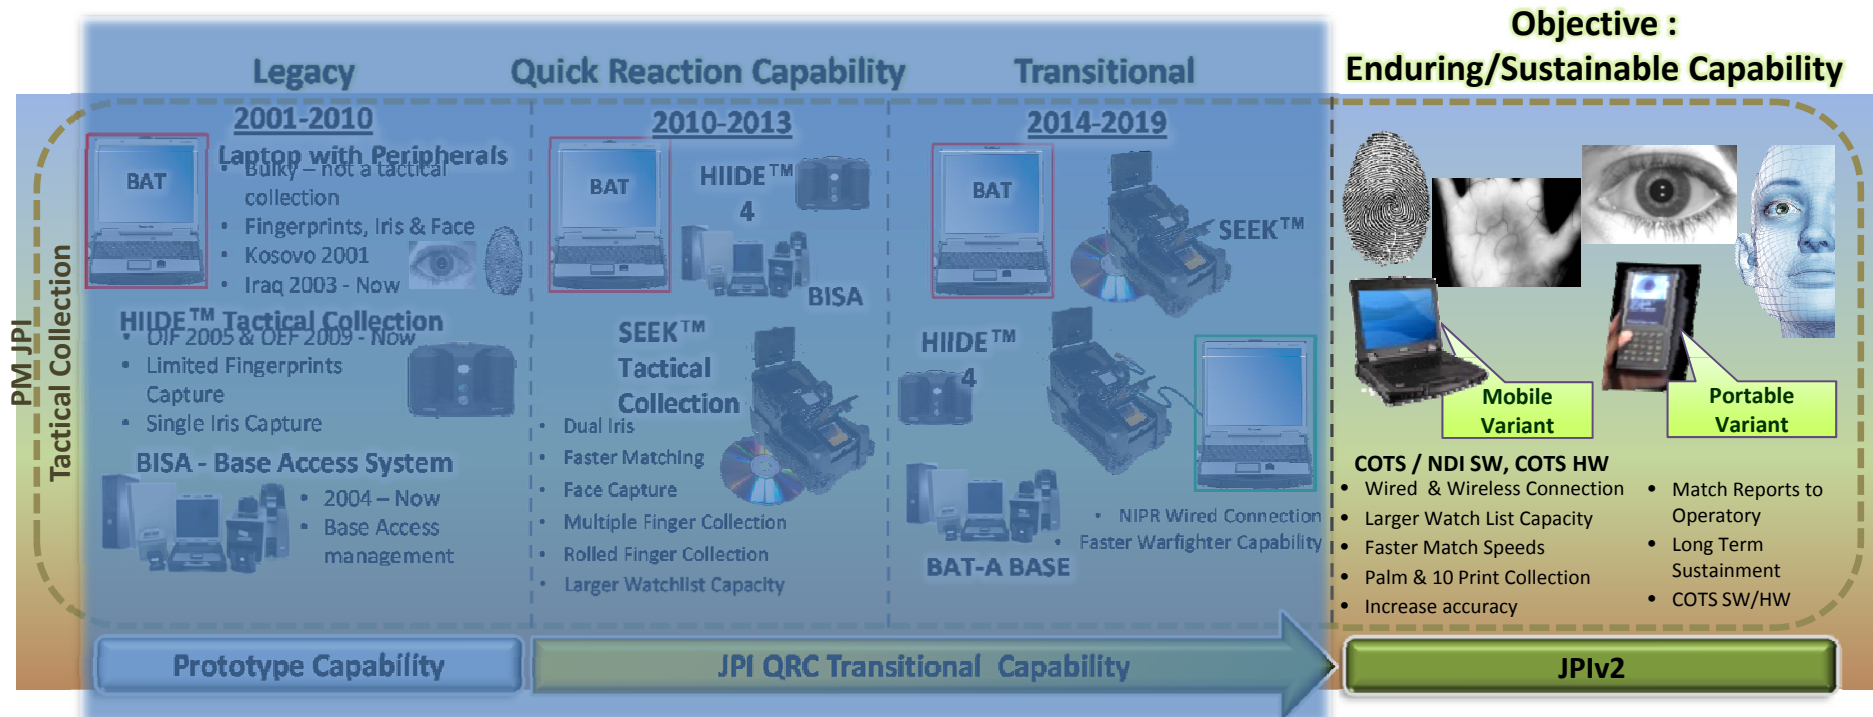 Objective :
Enduring/Sustainable Capability
Legacy
Quick Reaction Capability
Transitional
PM JPI
Tactical Collection
2001-2010
BAT
Laptop with Peripherals
• Bulky – not a tactical
collection
• Fingerprints, Iris & Face
• Kosovo 2001
• Iraq 2003 - Now
HIIDE™ Tactical Collection
• OIF 2005 & OEF 2009 - Now
• Limited Fingerprints
Capture
• Single Iris Capture
BISA - Base Access System
• 2004 – Now
• Base Access
management
2010-2013
BAT
HIIDE™
4
BISA
SEEK™
Tactical
Collection
• Dual Iris
• Faster Matching
• Face Capture
• Multiple Finger Collection
• Rolled Finger Collection
• Larger Watchlist Capacity
2014-2019
BAT
SEEK™
HIIDE™
4
BAT-A BASE
• NIPR Wired Connection
• Faster Warfighter Capability
Mobile
Variant
Portable
Variant
COTS / NDI SW, COTS HW
• Wired & Wireless Connection
• Larger Watch List Capacity
• Faster Match Speeds
• Palm & 10 Print Collection
• Increase accuracy
• Match Reports to
Operatory
• Long Term
Sustainment
• COTS SW/HW
Prototype Capability
JPI QRC Transitional Capability
JPIv2